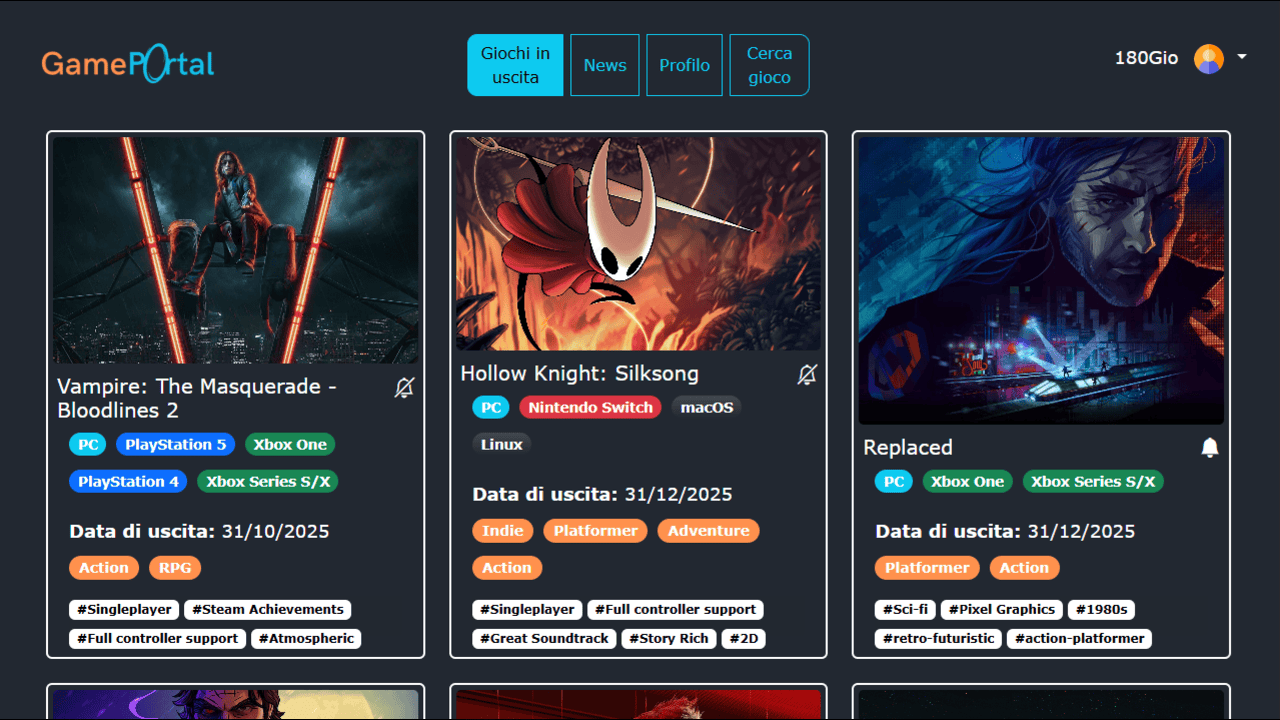 GamePortal
Giochi in
uscita
News
Profilo
Cerca
gioco
180Gio
Vampire: The Masquerade -
Bloodlines 2
PC PlayStation 5 Xbox One
PlayStation 4 Xbox Series S/X
Data di uscita: 31/10/2025
Action RPG
#Singleplayer #Steam Achievements
#Full controller support #Atmospheric
Hollow Knight: Silksong
PC Nintendo Switch macOS
Linux
Data di uscita: 31/12/2025
Indie Platformer Adventure
Action
#Singleplayer #Full controller support
#Great Soundtrack #Story Rich #2D
Replaced
PC Xbox One Xbox Series S/X
Data di uscita: 31/12/2025
Platformer Action
#Sci-fi #Pixel Graphics #1980s
#retro-futuristic #action-platformer